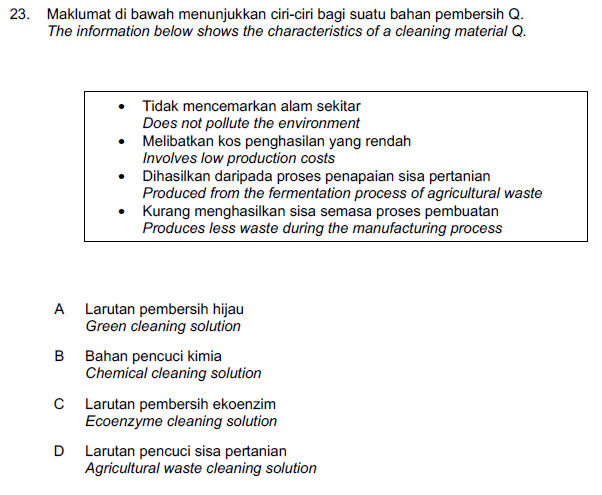 23. Maklumat di bawah menunjukkan ciri-ciri bagi suatu bahan pembersih Q.
The information below shows the characteristics of a cleaning material Q.
• Tidak mencemarkan alam sekitar
Does not pollute the environment
• Melibatkan kos penghasilan yang rendah
Involves low production costs
• Dihasilkan daripada proses penapaian sisa pertanian
Produced from the fermentation process of agricultural waste
• Kurang menghasilkan sisa semasa proses pembuatan
Produces less waste during the manufacturing process
A Larutan pembersih hijau
Green cleaning solution
B Bahan pencuci kimia
Chemical cleaning solution
C Larutan pembersih ekoenzim
Ecoenzyme cleaning solution
D Larutan pencuci sisa pertanian
Agricultural waste cleaning solution